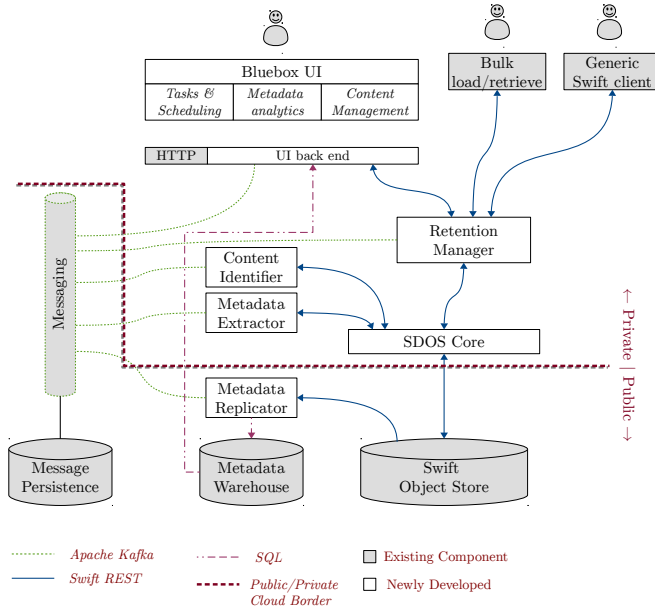 Bluebox UI
Tasks &
Scheduling
Metadata
analytics
Content
Management
Bulk
load/retrieve
Generic
Swift client
HTTP
UI back end
Messaging
Retention
Manager
Content
Identifier
Metadata
Extractor
SDOS Core
← Private | Public →
Metadata
Replicator
Message
Persistence
Metadata
Warehouse
Swift
Object Store
Apache Kafka
Swift REST
SQL
Public/Private
Cloud Border
Existing Component
Newly Developed